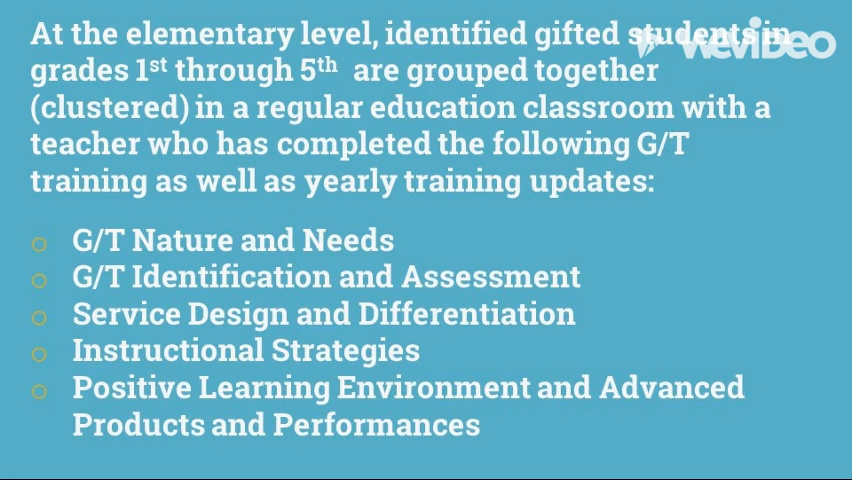 At the elementary level, identified gifted students in
WeVideo
grades 1st through 5th are grouped together
(clustered) in a regular education classroom with a
teacher who has completed the following G/T
training as well as yearly training updates:
G/T Nature and Needs
G/T Identification and Assessment
Service Design and Differentiation
Instructional Strategies
Positive Learning Environment and Advanced
Products and Performances